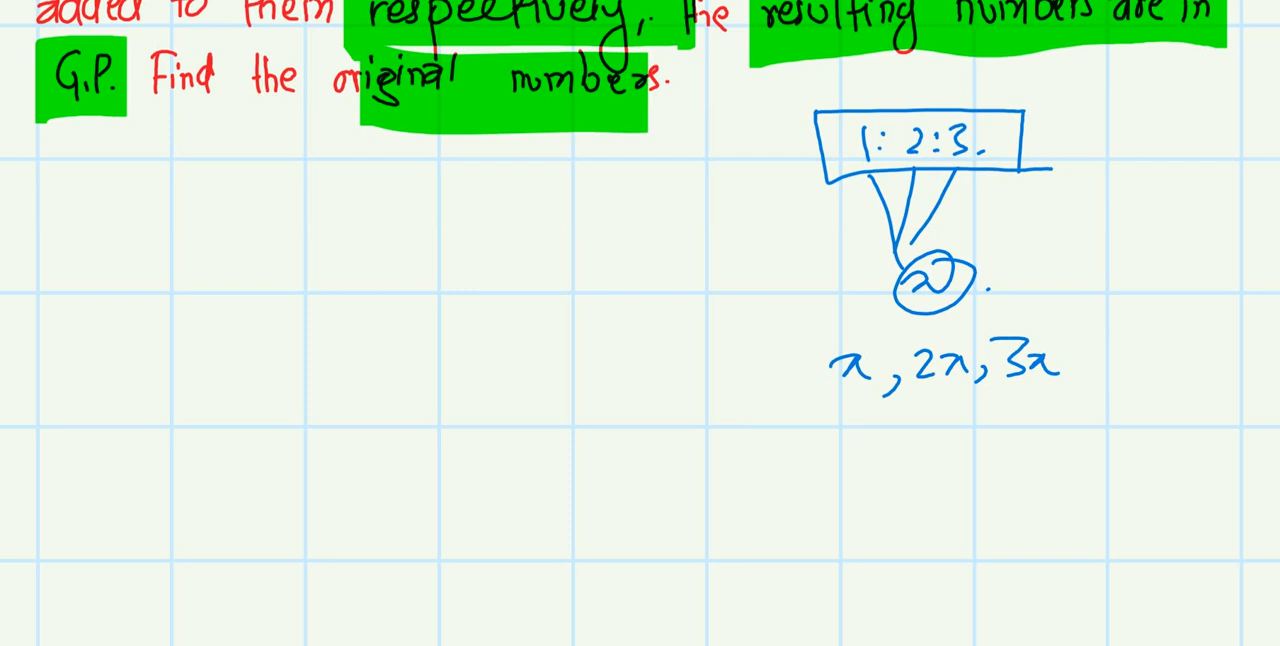 added to them respectively, the resulting numbers are in
G.P. Find the original numbers.
1: 2:3.
x
x, 2x, 3x